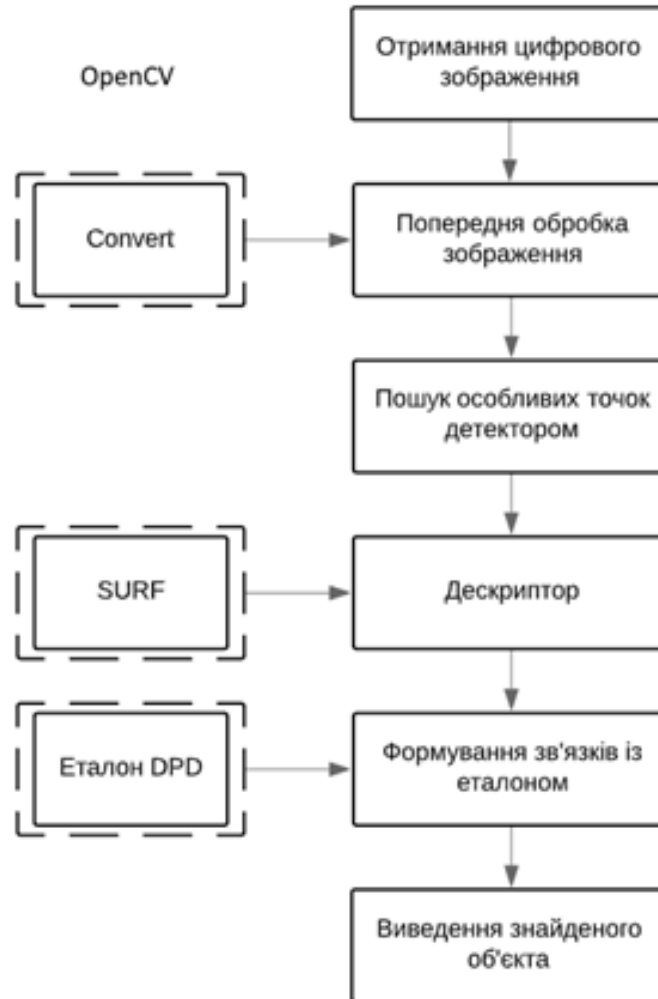 Отримання цифрового
зображення
OpenCV
Convert
Попередня обробка
зображення
Пошук особливих точок
детектором
SURF
Дескриптор
Еталон DPD
Формування зв'язків із
еталоном
Виведення знайденого
об'єкта